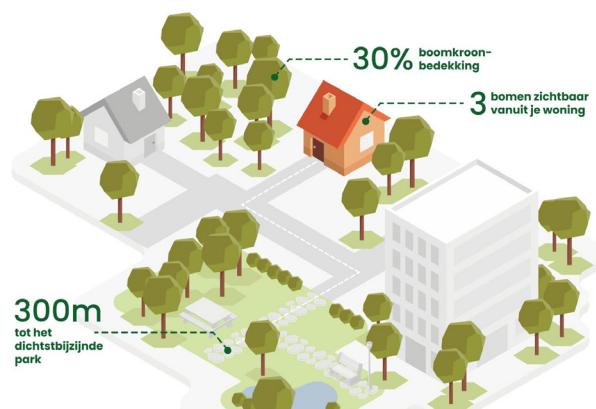 30% boomkroon-
bedekking
3 bomen zichtbaar
vanuit je woning
300m
tot het
dichtstbijzijnde
park